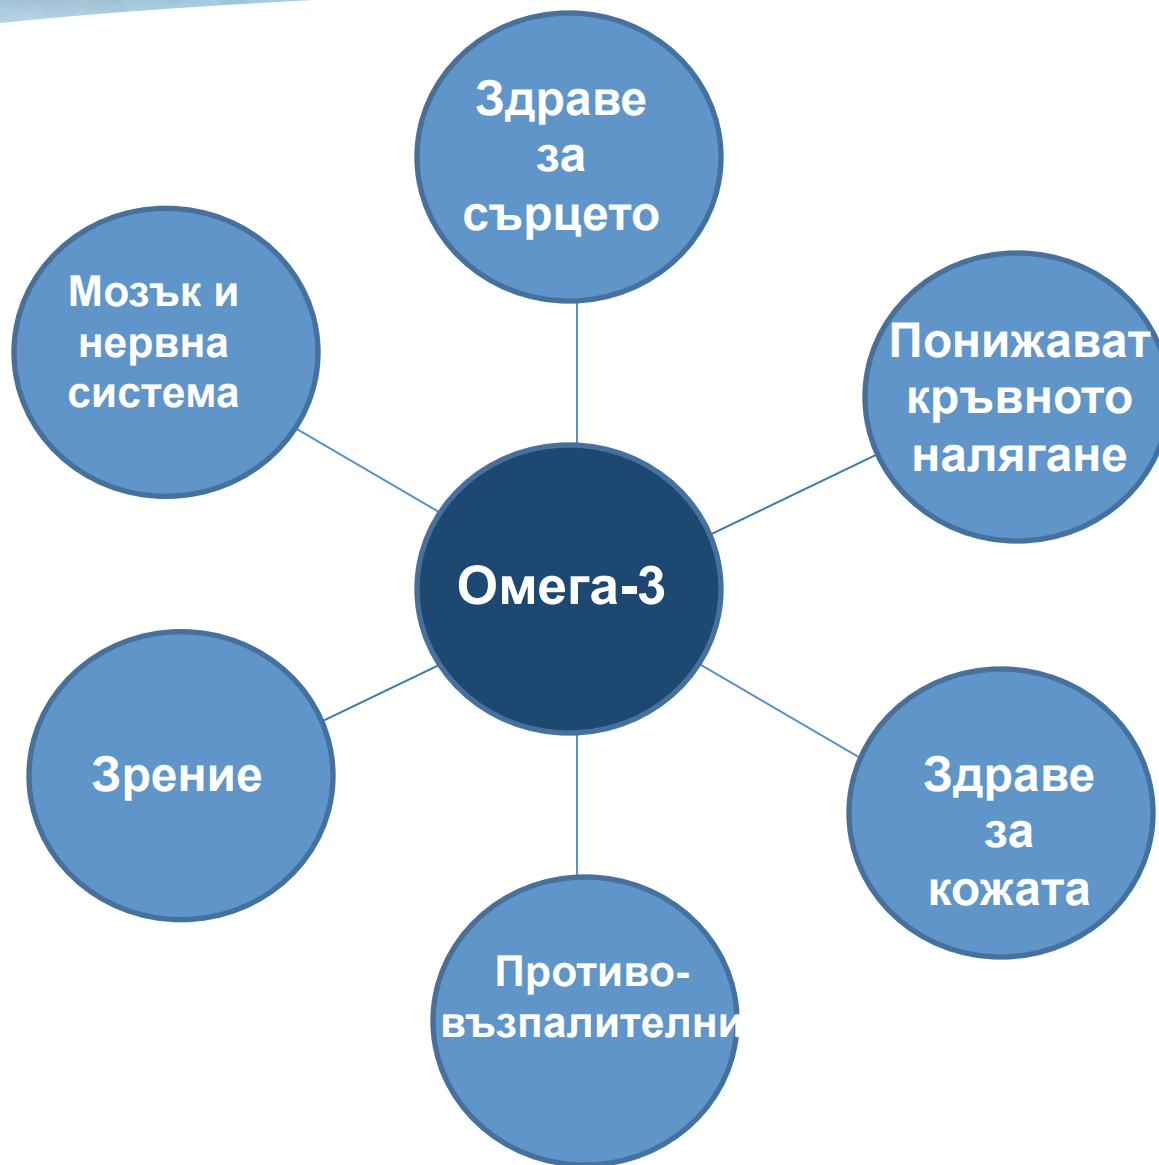 Здраве
за
сърцето
Мозък и
нервна
система
Понижават
кръвното
налягане
Омега-3
Зрение
Здраве
за
кожата
Противо-
възпалителни